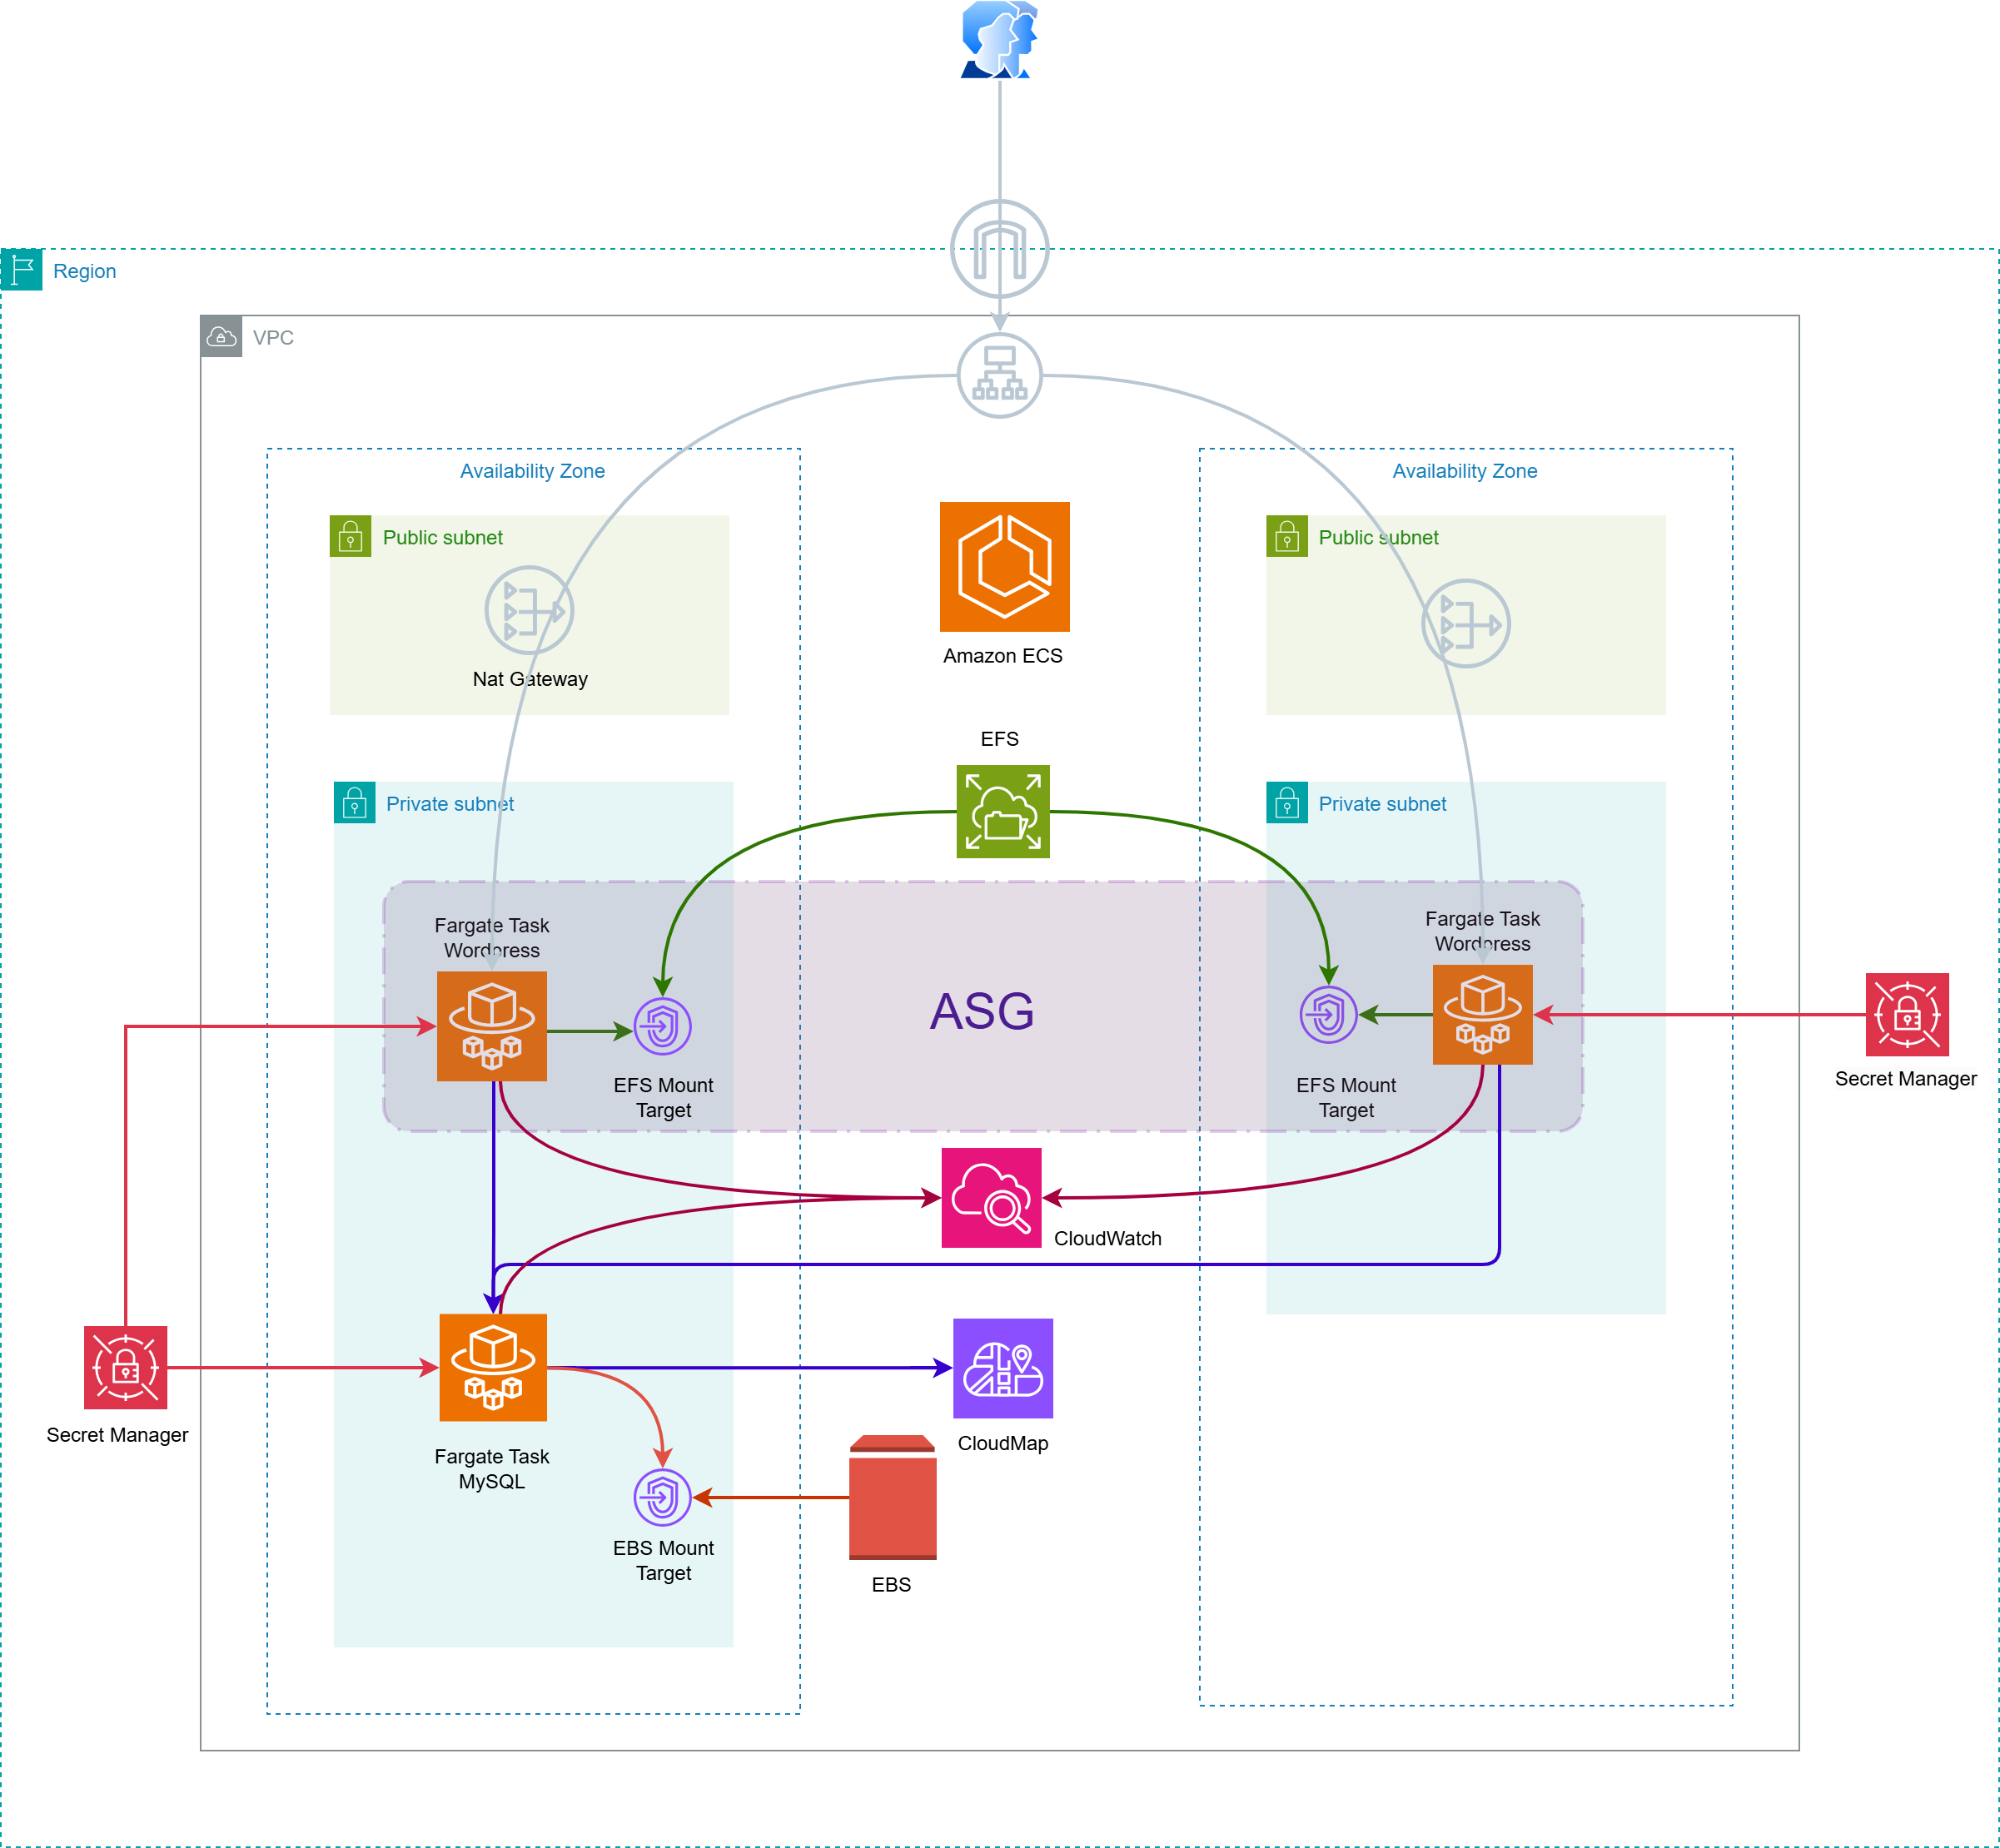 Region
VPC
Availability Zone
Availability Zone
Public subnet
Public subnet
Nat Gateway
Amazon ECS
EFS
Private subnet
Private subnet
Fargate Task
Wordpress
Fargate Task
Wordpress
ASG
EFS Mount
Target
EFS Mount
Target
Secret Manager
CloudWatch
Secret Manager
CloudMap
Fargate Task
MySQL
EBS Mount
Target
EBS